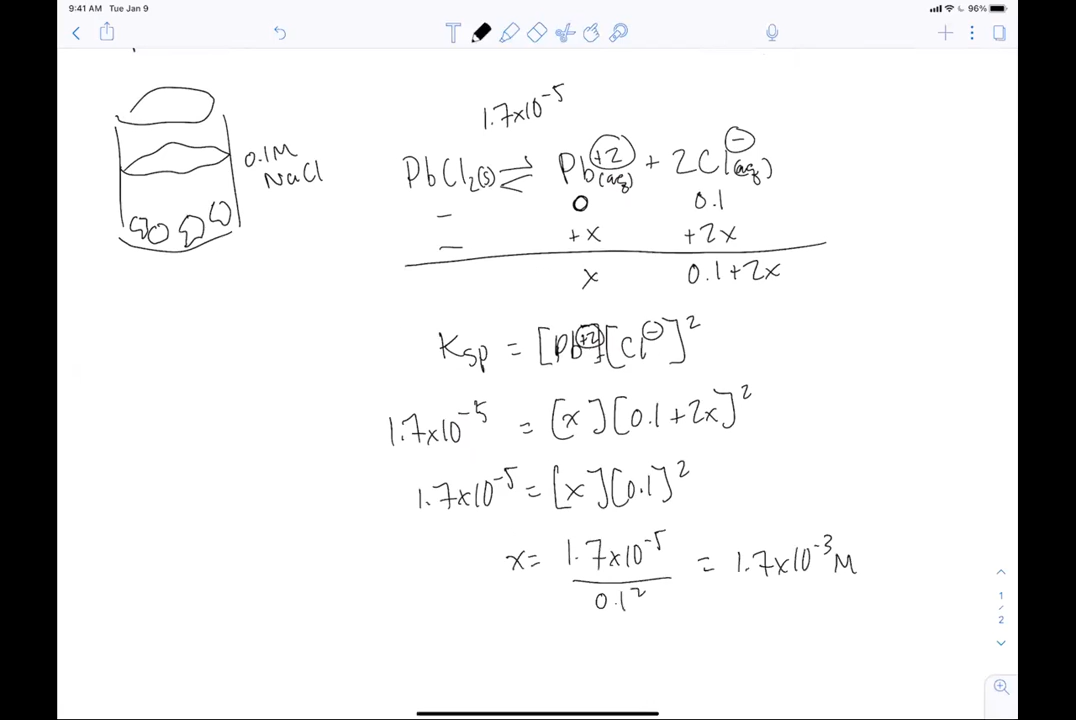 9:41 AM Tue Jan 9 96%
T
1.7x10⁻⁵
0.1M
NaCl
PbCl₂(s) ⇌ Pb⁺²(aq) + 2Cl⁻(aq)
— 0 0.1
— +x +2x
x 0.1+2x
Ksp = [Pb⁺²][Cl⁻]²
1.7x10⁻⁵ = [x][0.1+2x]²
1.7x10⁻⁵ = [x][0.1]²
x = 1.7x10⁻⁵ / 0.1² = 1.7x10⁻³ M
1
/
2